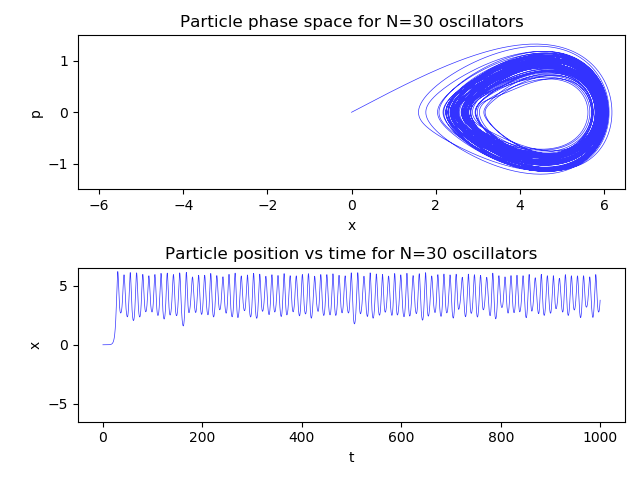 Particle phase space for N=30 oscillators
1
0
−1
p
−6 −4 −2 0 2 4 6
x
Particle position vs time for N=30 oscillators
5
0
−5
x
0 200 400 600 800 1000
t